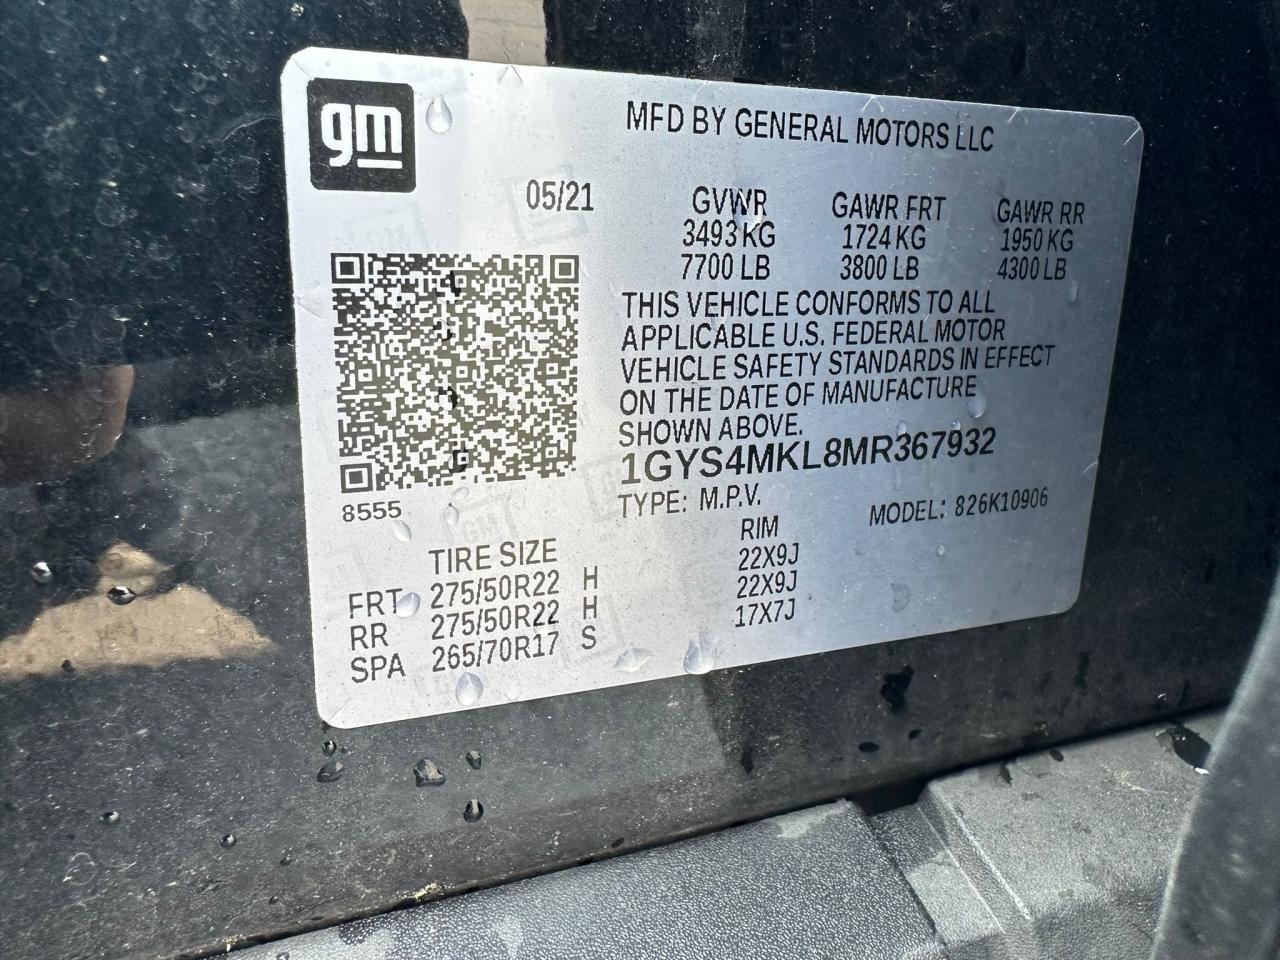 gm
MFD BY GENERAL MOTORS LLC
05/21 GVWR GAWR FRT GAWR RR
3493 KG 1724 KG 1950 KG
7700 LB 3800 LB 4300 LB
THIS VEHICLE CONFORMS TO ALL
APPLICABLE U.S. FEDERAL MOTOR
VEHICLE SAFETY STANDARDS IN EFFECT
ON THE DATE OF MANUFACTURE
SHOWN ABOVE.
1GYS4MKL8MR367932
TYPE: M.P.V. MODEL: 826K10906
8555
TIRE SIZE RIM
FRT 275/50R22 H 22X9J
RR 275/50R22 H 22X9J
SPA 265/70R17 S 17X7J